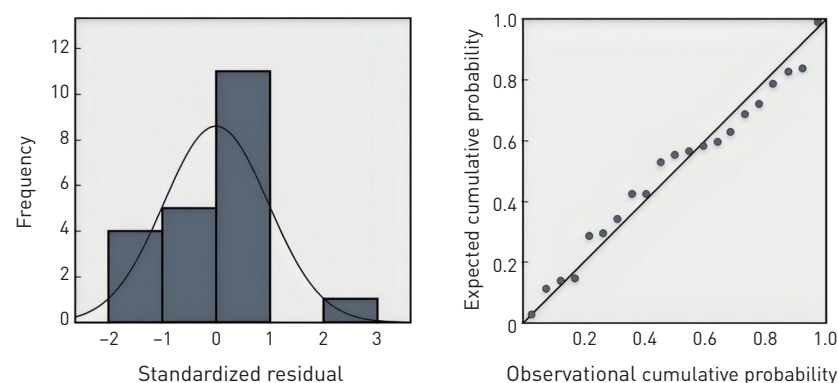 Frequency
12
10
8
6
4
2
0
−2 −1 0 1 2 3
Standardized residual
Expected cumulative probability
1.0
0.8
0.6
0.4
0.2
0
0.2 0.4 0.6 0.8 1.0
Observational cumulative probability